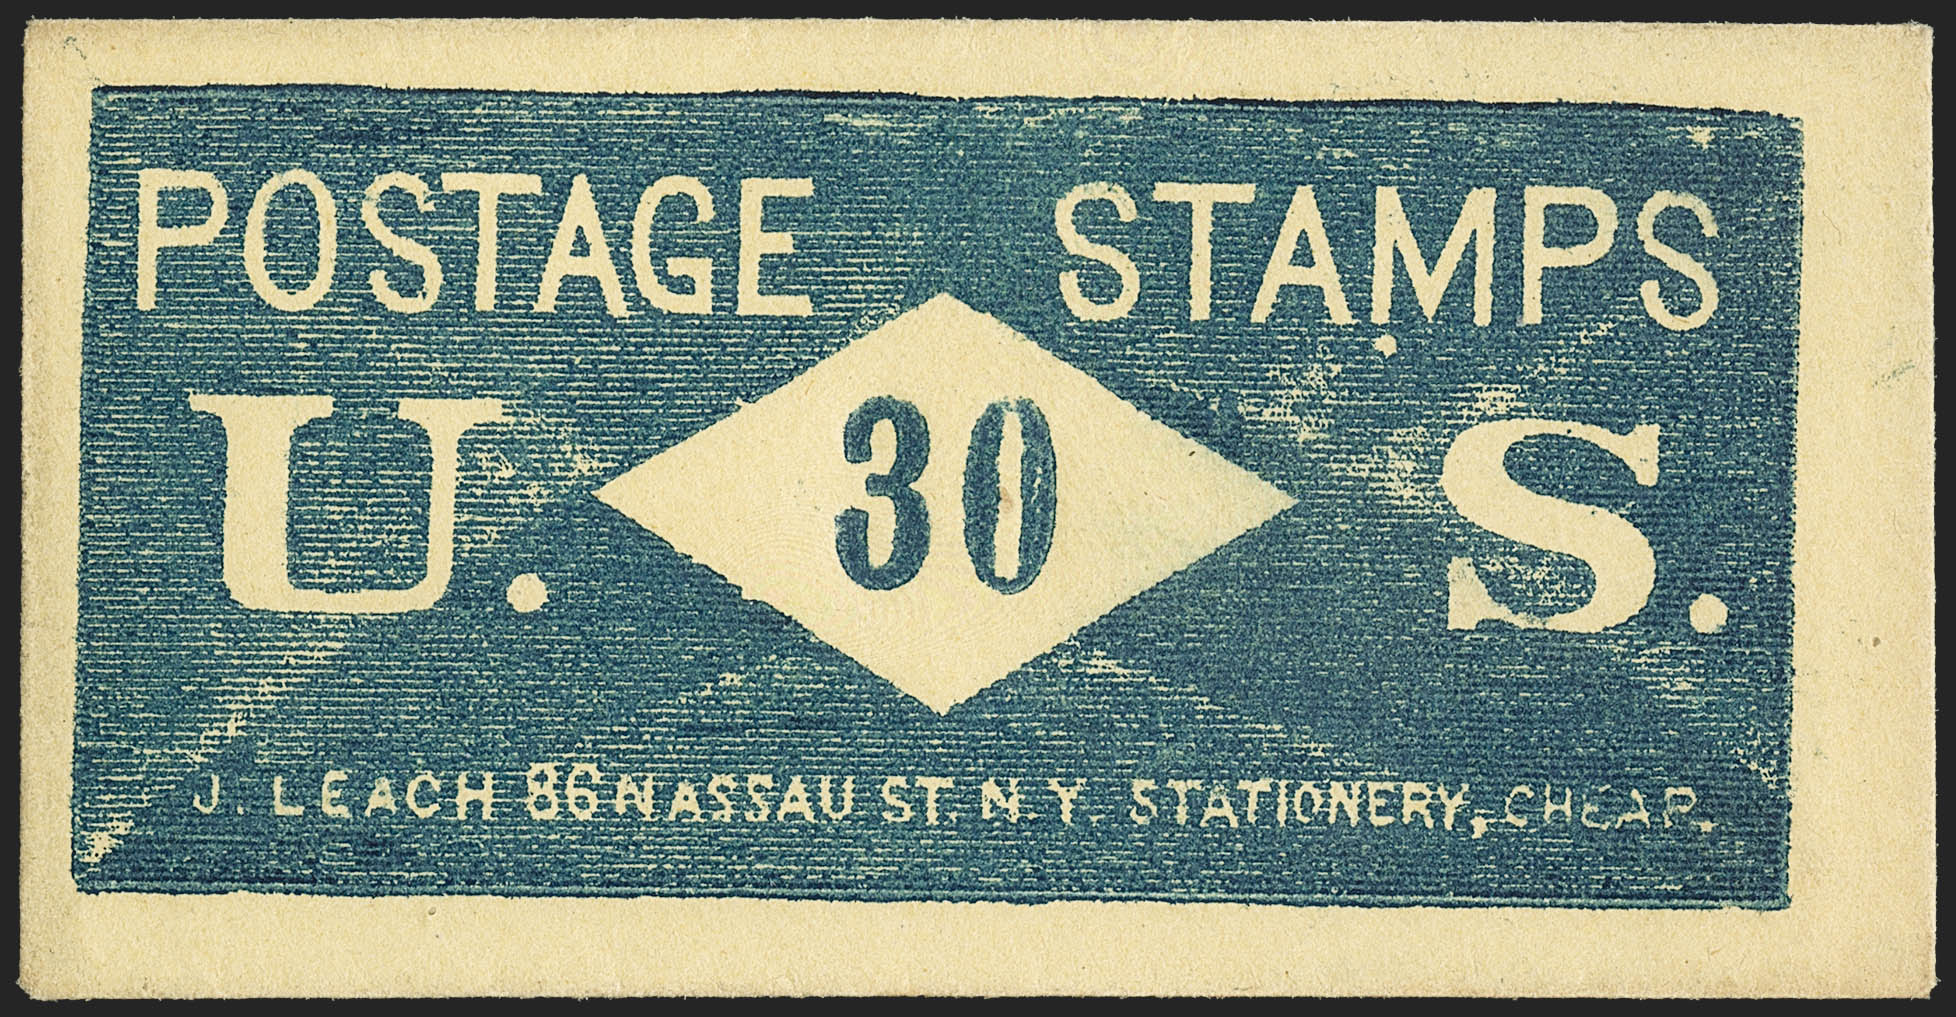 POSTAGE STAMPS
U. 30 S.
J. LEACH 86 NASSAU ST. N. Y. STATIONERY, CHEAP.